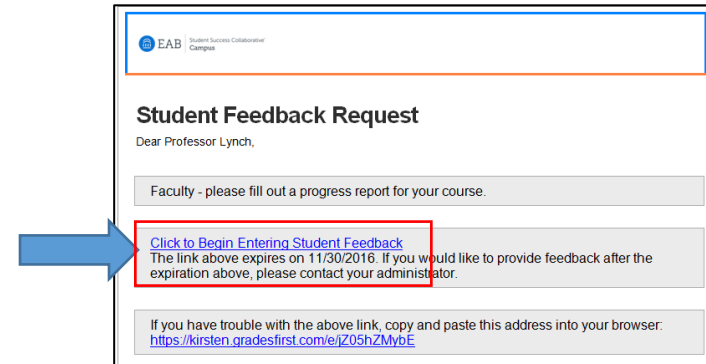 EAB Student Success Collaborative™
Campus
Student Feedback Request
Dear Professor Lynch,
Faculty - please fill out a progress report for your course.
Click to Begin Entering Student Feedback
The link above expires on 11/30/2016. If you would like to provide feedback after the
expiration above, please contact your administrator.
If you have trouble with the above link, copy and paste this address into your browser:
https://kirsten.gradesfirst.com/e/jZ05hZMybE